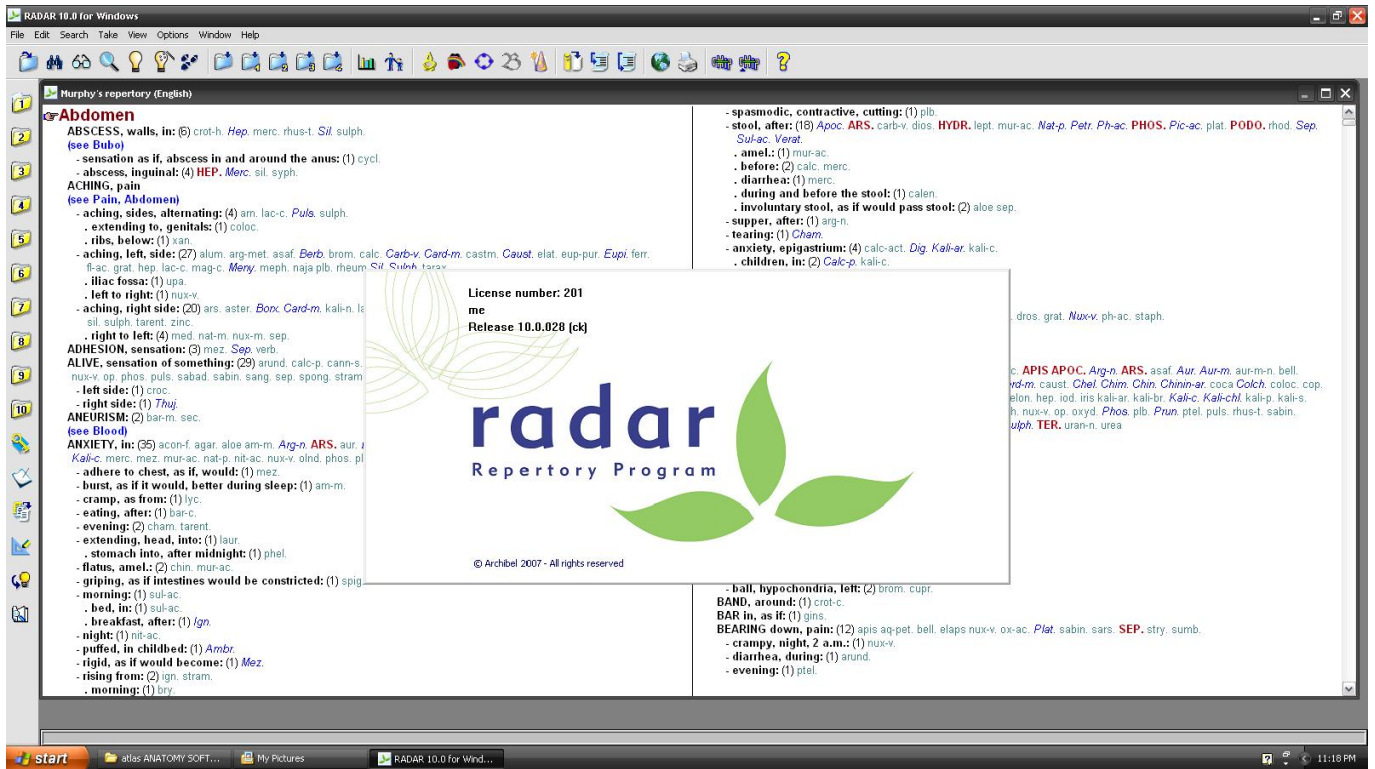 RADAR 10.0 for Windows
File Edit Search Take View Options Window Help
1
2
3
4
5
6
7
8
9
10
Murphy's repertory (English)
Abdomen
ABSCESS, walls, in: (6) crot-h. Hep. merc. rhus-t. Sil. sulph.
(see Bubo)
- sensation as if, abscess in and around the anus: (1) cycl.
- abscess, inguinal: (4) HEP. Merc. sil. syph.
ACHING, pain
(see Pain, Abdomen)
- aching, sides, alternating: (4) am. lac-c. Puls. sulph.
. extending to, genitals: (1) coloc.
. ribs, below: (1) xan.
- aching, left, side: (27) alum. arg-met. asaf. Berb. brom. calc. Carb-v. Card-m. castm. Caust. elat. eup-pur. Eupi. ferr.
fl-ac. grat. hep. lac-c. mag-c. Meny. meph. naja plb. rheum Sil. Sulph. tarax.
. iliac fossa: (1) upa.
. left to right: (1) nux-v.
- aching, right side: (20) ars. aster. Borx. Card-m. kali-n.
sil. sulph. tarent. zinc.
. right to left: (4) med. nat-m. nux-m. sep.
ADHESION, sensation: (3) mez. Sep. verb.
ALIVE, sensation of something: (29) arund. calc-p. cann-s.
nux-v. op. phos. puls. sabad. sabin. sang. sep. spong. stram
- left side: (1) croc.
- right side: (1) Thuj.
ANEURISM: (2) bar-m. sec.
(see Blood)
ANXIETY, in: (35) acon-f. agar. aloe am-m. Arg-n. ARS. aur.
Kali-c. merc. mez. mur-ac. nat-p. nit-ac. nux-v. olnd. phos.
- adhere to chest, as if, would: (1) mez.
- burst, as if it would, better during sleep: (1) am-m.
- cramp, as from: (1) lyc.
- eating, after: (1) bar-c.
- evening: (2) cham. tarent.
- extending, head, into: (1) laur.
. stomach into, after midnight: (1) phel.
- flatus, amel.: (2) chin. mur-ac.
- griping, as if intestines would be constricted: (1) spig.
- morning: (1) sul-ac.
. bed, in: (1) sul-ac.
. breakfast, after: (1) Ign.
- night: (1) nit-ac.
- puffed, in childbed: (1) Ambr.
- rigid, as if would become: (1) Mez.
- rising from: (2) ign. stram.
. morning: (1) bry.
- spasmodic, contractive, cutting: (1) plb.
- stool, after: (18) Apoc. ARS. carb-v. dios. HYDR. lept. mur-ac. Nat-p. Petr. Ph-ac. PHOS. Pic-ac. plat. PODO. rhod. Sep.
Sul-ac. Verat.
. amel.: (1) mur-ac.
. before: (2) calc. merc.
. diarrhea: (1) merc.
. during and before the stool: (1) calen.
. involuntary stool, as if would pass stool: (2) aloe sep.
- supper, after: (1) arg-n.
- tearing: (1) Cham.
- anxiety, epigastrium: (4) calc-act. Dig. Kali-ar. kali-c.
. children, in: (2) Calc-p. kali-c.
dros. grat. Nux-v. ph-ac. staph.
c. APIS APOC. Arg-n. ARS. asaf. Aur. Aur-m. aur-m-n. bell.
rd-m. caust. Chel. Chim. Chin. Chinin-ar. coca Colch. coloc. cop.
elon. hep. iod. iris kali-ar. kali-br. Kali-c. Kali-chl. kali-p. kali-s.
h. nux-v. op. oxyd. Phos. plb. Prun. ptel. puls. rhus-t. sabin.
ulph. TER. uran-n. urea
- ball, hypochondria, left: (2) brom. cupr.
BAND, around: (1) crot-c.
BAR in, as if: (1) gins.
BEARING down, pain: (12) apis aq-pet. bell. elaps nux-v. ox-ac. Plat. sabin. sars. SEP. stry. sumb.
- crampy, night, 2 a.m.: (1) nux-v.
- diarrhea, during: (1) arund.
- evening: (1) ptel.
License number: 201
me
Release 10.0.028 (ck)
radar
Repertory Program
© Archibel 2007 - All rights reserved
start
atlas ANATOMY SOFT...
My Pictures
RADAR 10.0 for Wind...
11:18 PM